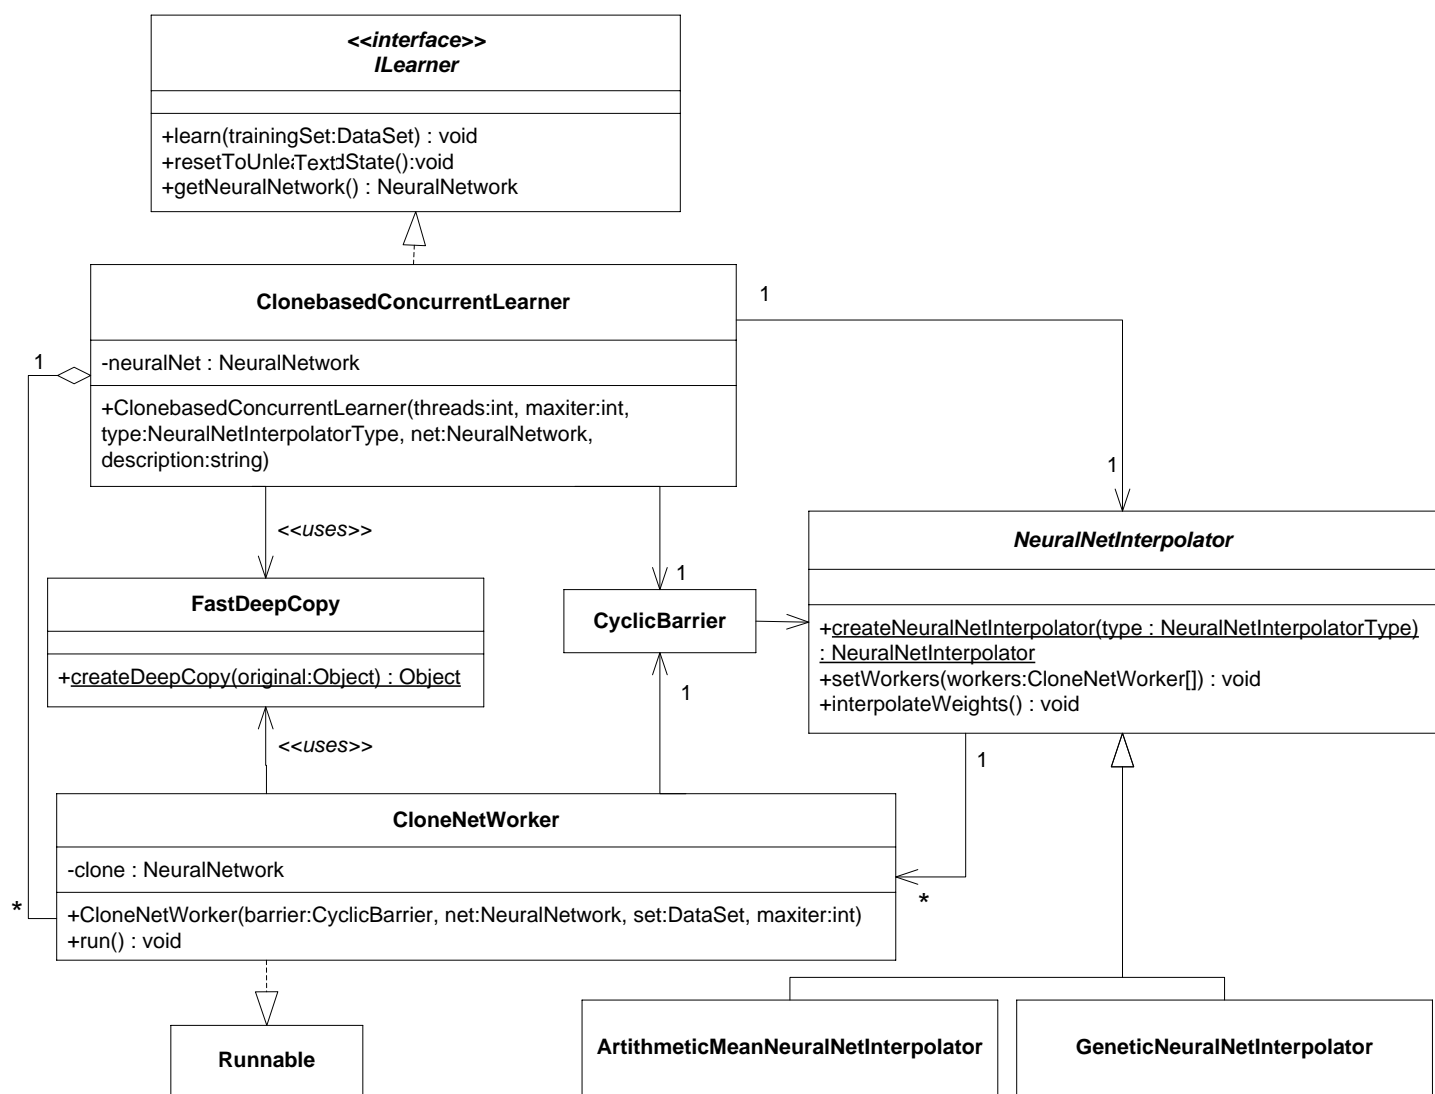 <<interface>>
ILearner
+learn(trainingSet:DataSet) : void
+resetToUnleaTextdState():void
+getNeuralNetwork() : NeuralNetwork
ClonebasedConcurrentLearner
-neuralNet : NeuralNetwork
+ClonebasedConcurrentLearner(threads:int, maxiter:int,
type:NeuralNetInterpolatorType, net:NeuralNetwork,
description:string)
1
1
1
<<uses>>
NeuralNetInterpolator
+createNeuralNetInterpolator(type : NeuralNetInterpolatorType)
: NeuralNetInterpolator
+setWorkers(workers:CloneNetWorker[]) : void
+interpolateWeights() : void
FastDeepCopy
+createDeepCopy(original:Object) : Object
1
CyclicBarrier
1
<<uses>>
1
CloneNetWorker
-clone : NeuralNetwork
+CloneNetWorker(barrier:CyclicBarrier, net:NeuralNetwork, set:DataSet, maxiter:int)
+run() : void
*
*
Runnable
ArtithmeticMeanNeuralNetInterpolator
GeneticNeuralNetInterpolator